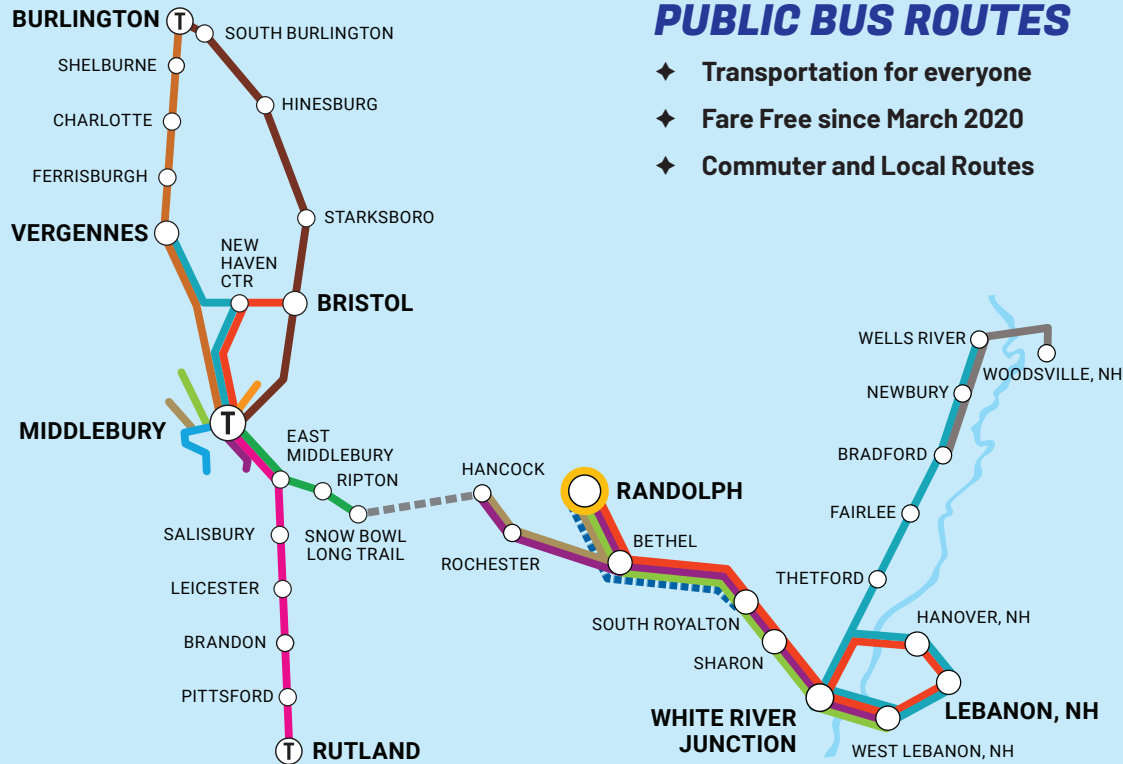 PUBLIC BUS ROUTES
✦ Transportation for everyone
✦ Fare Free since March 2020
✦ Commuter and Local Routes
BURLINGTON
T
SOUTH BURLINGTON
SHELBURNE
HINESBURG
CHARLOTTE
FERRISBURGH
STARKSBORO
VERGENNES
NEW
HAVEN
CTR
BRISTOL
MIDDLEBURY
T
EAST
MIDDLEBURY
RIPTON
SNOW BOWL
LONG TRAIL
SALISBURY
LEICESTER
BRANDON
PITTSFORD
T
RUTLAND
HANCOCK
ROCHESTER
RANDOLPH
BETHEL
SOUTH ROYALTON
SHARON
WHITE RIVER
JUNCTION
WELLS RIVER
WOODSVILLE, NH
NEWBURY
BRADFORD
FAIRLEE
THETFORD
HANOVER, NH
LEBANON, NH
WEST LEBANON, NH